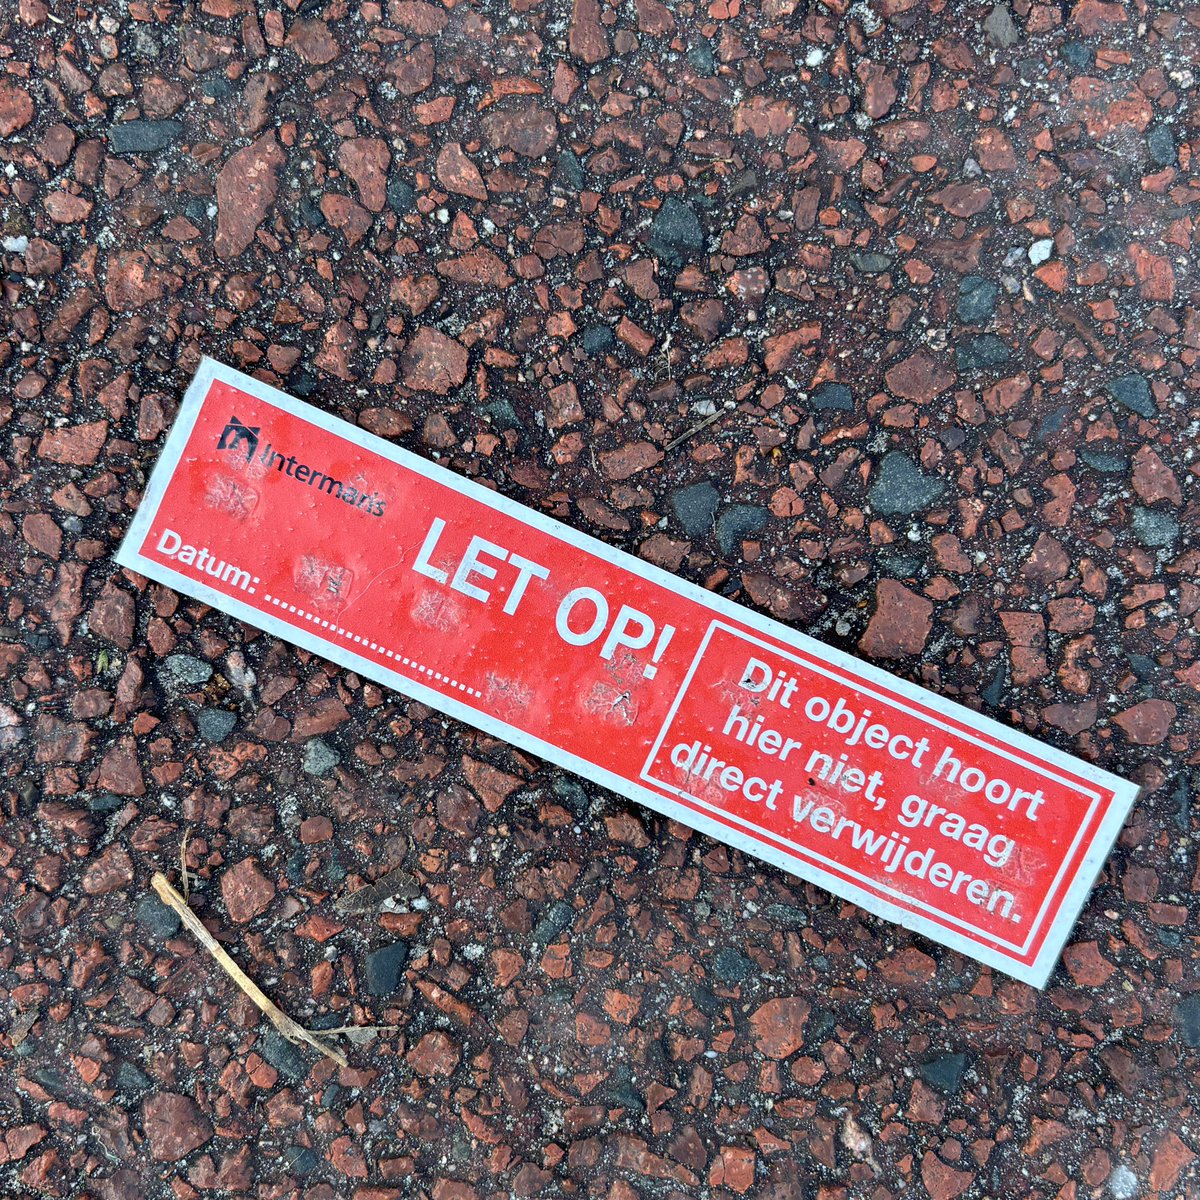 Intermaris
Datum: ..............................
LET OP!
Dit object hoort
hier niet, graag
direct verwijderen.